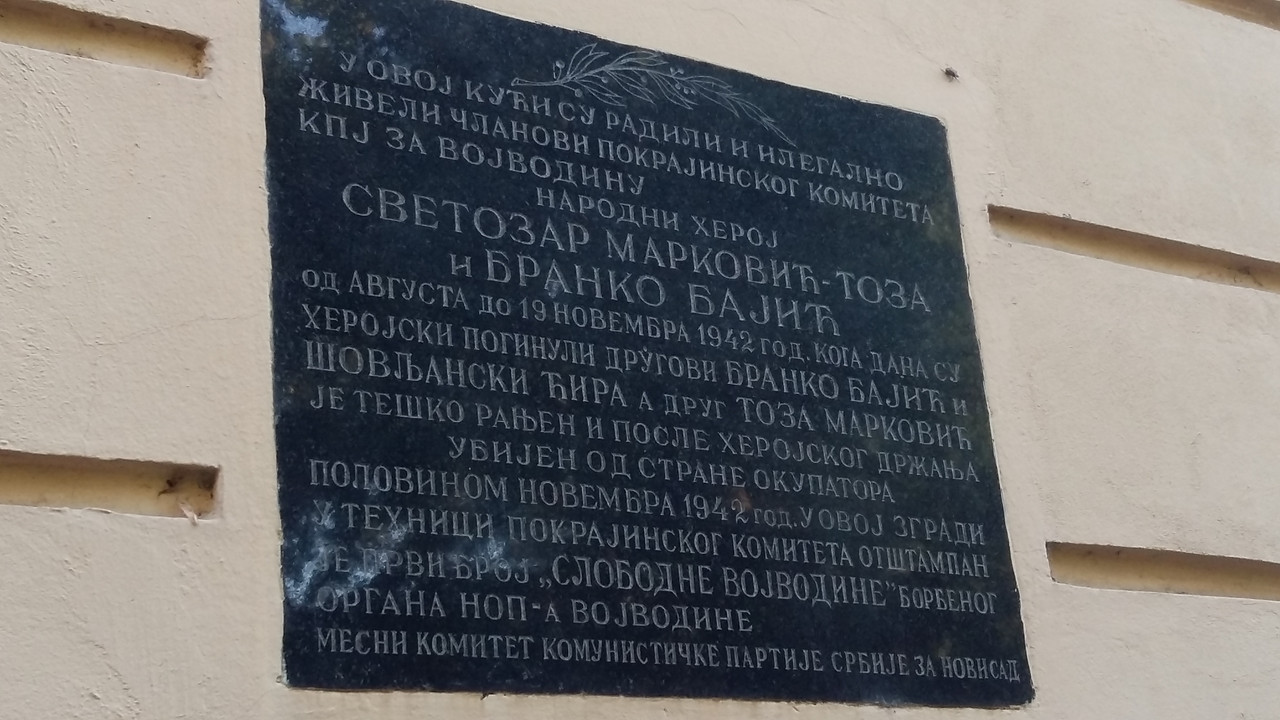 У ОВОЈ КУЋИ СУ РАДИЛИ И ИЛЕГАЛНО
ЖИВЕЛИ ЧЛАНОВИ ПОКРАЈИНСКОГ КОМИТЕТА
КПЈ ЗА ВОЈВОДИНУ
НАРОДНИ ХЕРОЈ
СВЕТОЗАР МАРКОВИЋ-ТОЗА
и БРАНКО БАЈИЋ
ОД АВГУСТА ДО 19 НОВЕМБРА 1942 ГОД. КОГА ДАНА СУ
ХЕРОЈСКИ ПОГИНУЛИ ДРУГОВИ БРАНКО БАЈИЋ И
ШОВЉАНСКИ ЋИРА А ДРУГ ТОЗА МАРКОВИЋ
ЈЕ ТЕШКО РАЊЕН И ПОСЛЕ ХЕРОЈСКОГ ДРЖАЊА
УБИЈЕН ОД СТРАНЕ ОКУПАТОРА
ПОЛОВИНОМ НОВЕМБРА 1942 ГОД. У ОВОЈ ЗГРАДИ
У ТЕХНИЦИ ПОКРАЈИНСКОГ КОМИТЕТА ОТШТАМПАН
ЈЕ ПРВИ БРОЈ „СЛОБОДНЕ ВОЈВОДИНЕ” БОРБЕНОГ
ОРГАНА НОП-А ВОЈВОДИНЕ
МЕСНИ КОМИТЕТ КОМУНИСТИЧКЕ ПАРТИЈЕ СРБИЈЕ ЗА НОВИ САД